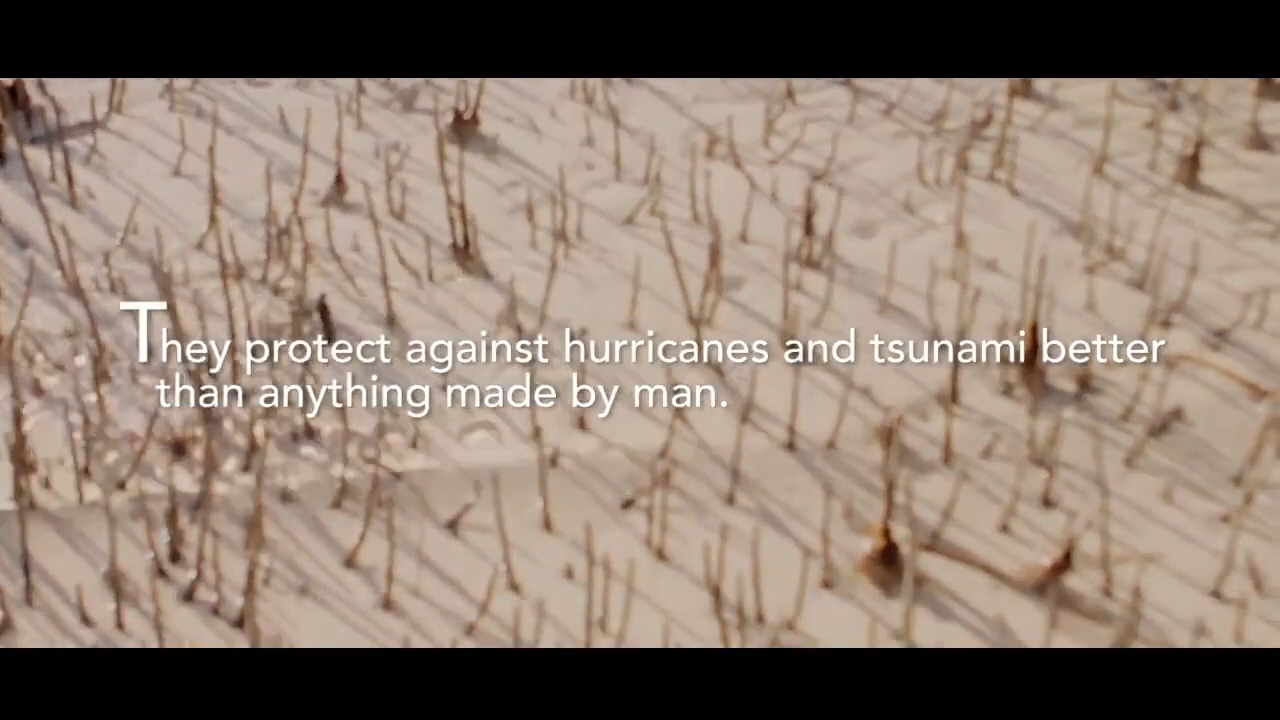 They protect against hurricanes and tsunami better
than anything made by man.